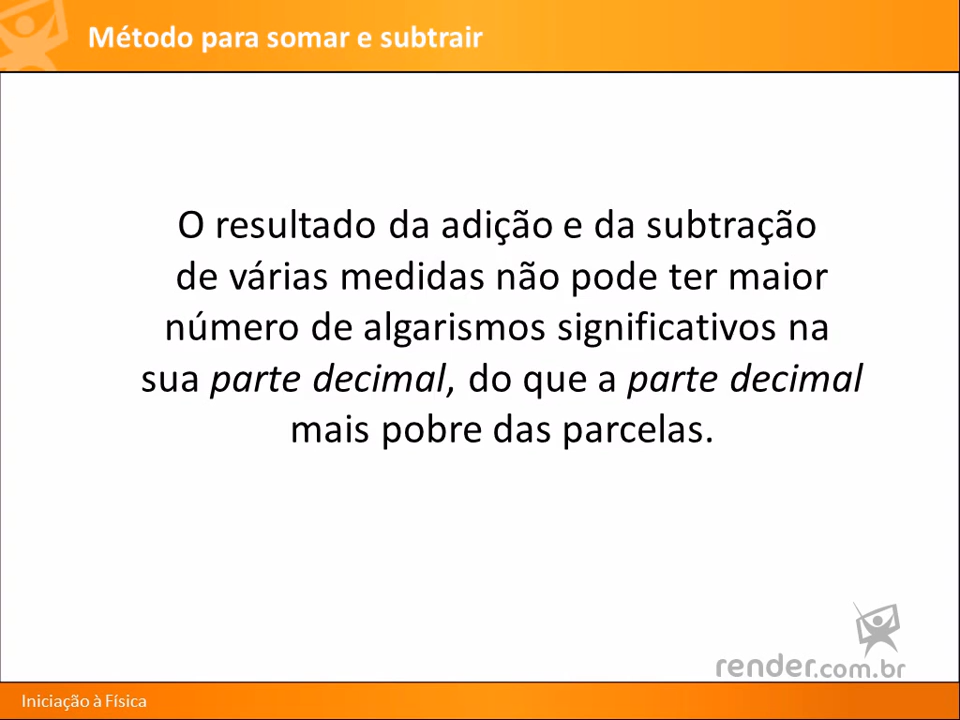 Método para somar e subtrair
O resultado da adição e da subtração
de várias medidas não pode ter maior
número de algarismos significativos na
sua parte decimal, do que a parte decimal
mais pobre das parcelas.
render.com.br
Iniciação à Física